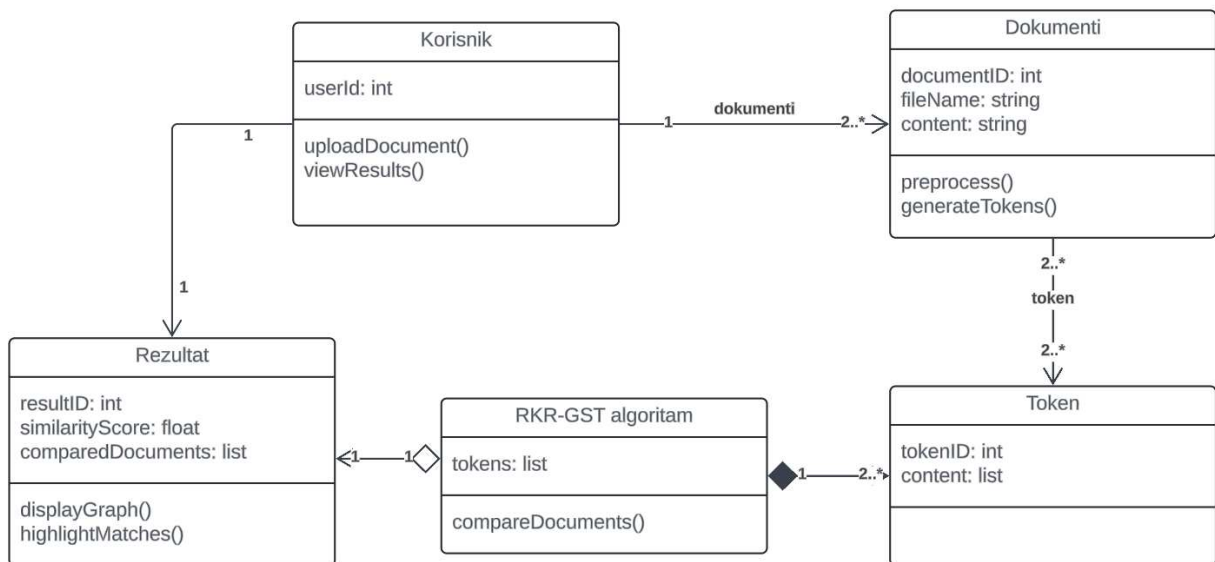 Korisnik
userId: int
uploadDocument()
viewResults()
Dokumenti
documentID: int
fileName: string
content: string
preprocess()
generateTokens()
dokumenti
1
2..*
1
1
2..*
token
2..*
Rezultat
resultID: int
similarityScore: float
comparedDocuments: list
displayGraph()
highlightMatches()
1
1
RKR-GST algoritam
tokens: list
compareDocuments()
1
2..*
Token
tokenID: int
content: list